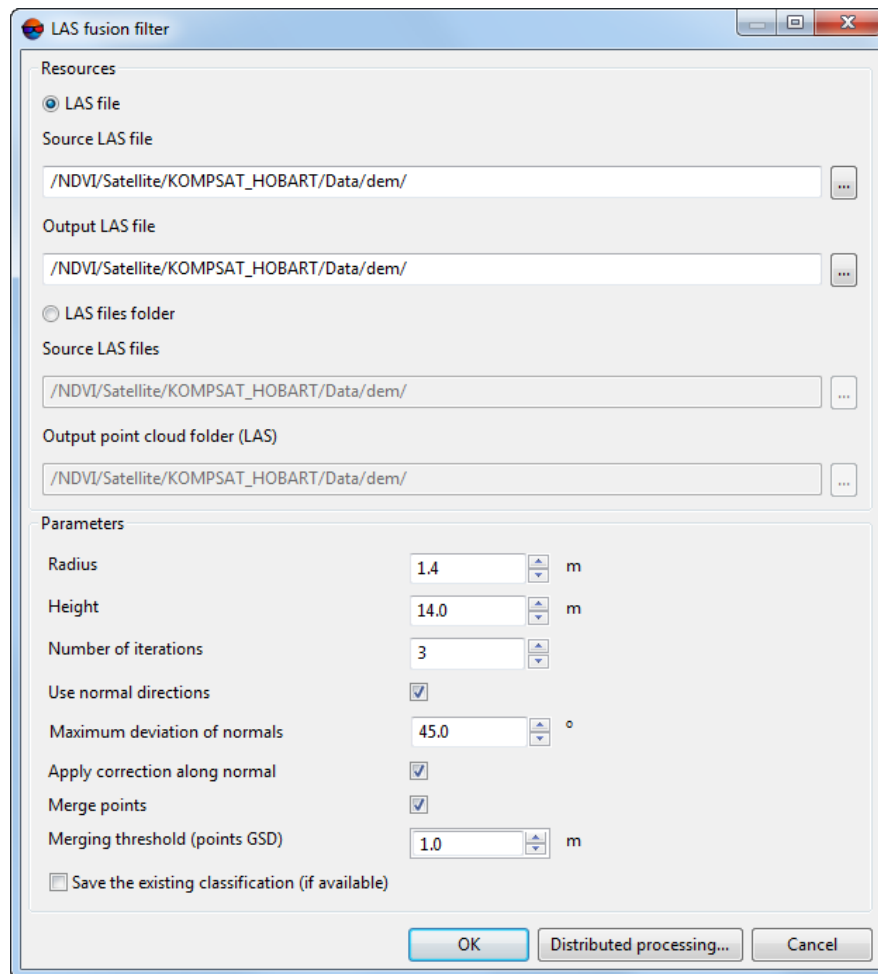 LAS fusion filter
Resources
LAS file
Source LAS file
/NDVI/Satellite/KOMPSAT_HOBART/Data/dem/
...
Output LAS file
/NDVI/Satellite/KOMPSAT_HOBART/Data/dem/
...
LAS files folder
Source LAS files
/NDVI/Satellite/KOMPSAT_HOBART/Data/dem/
...
Output point cloud folder (LAS)
/NDVI/Satellite/KOMPSAT_HOBART/Data/dem/
...
Parameters
Radius 1.4 m
Height 14.0 m
Number of iterations 3
Use normal directions
Maximum deviation of normals 45.0 °
Apply correction along normal
Merge points
Merging threshold (points GSD) 1.0 m
Save the existing classification (if available)
OK Distributed processing... Cancel